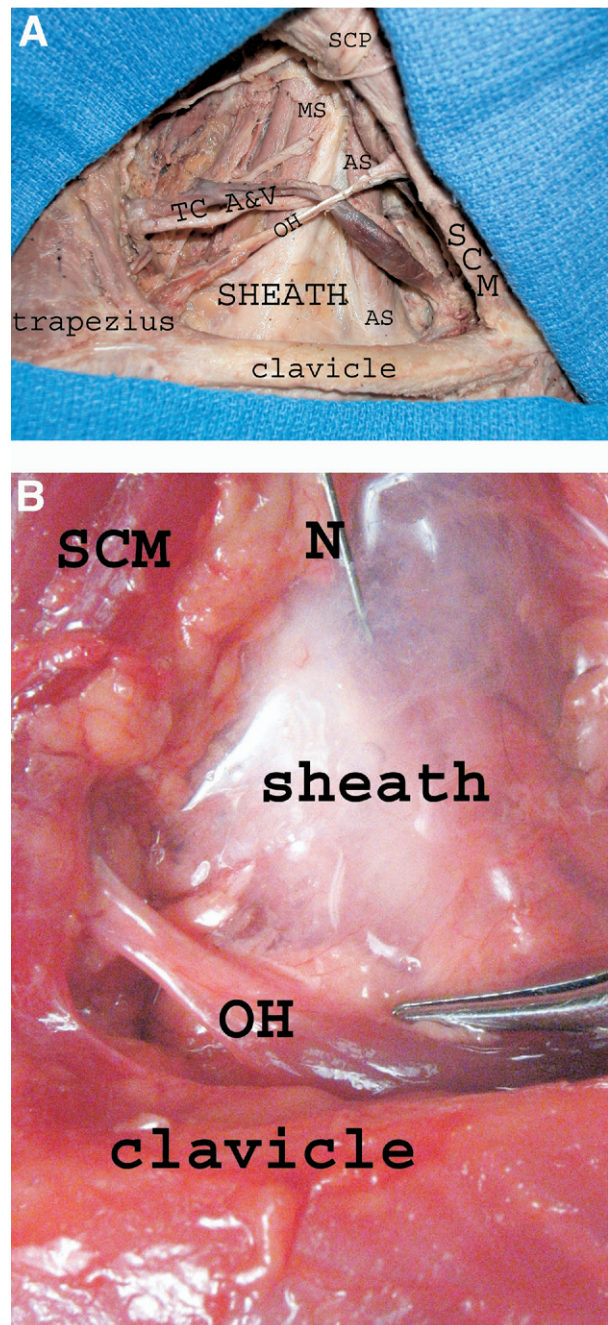 A
SCP
MS
AS
TC A&V
OH
SCM
SHEATH
AS
trapezius
clavicle
B
SCM
N
sheath
OH
clavicle